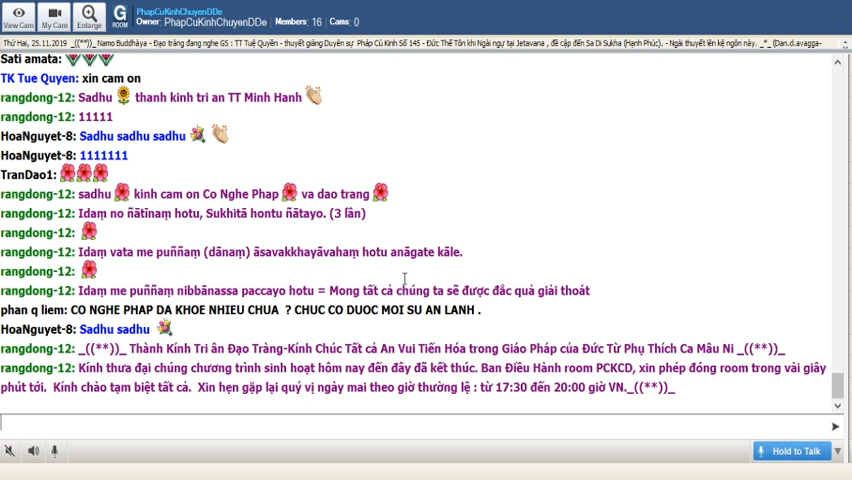 PhapCuKinhChuyenDDe
Owner: PhapCuKinhChuyenDDe Members: 16 Cams: 0
View Cam
My Cam
Enlarge
G
ROOM
Thứ Hai, 25.11.2019 _((**)_ Namo Buddhàya - Đạo tràng đang nghe GS : TT Tuệ Quyền - thuyết giảng Duyên sự Pháp Cú Kinh Số 145 - Đức Thế Tôn khi Ngài ngự tại Jetavana , đề cập đến Sa Di Sukha (Hạnh Phúc). - Ngài thuyết lên kệ ngôn này. _*_ (Dan.d.avagga-
Sati amata:
TK Tue Quyen: xin cam on
rangdong-12: Sadhu thanh kinh tri an TT Minh Hanh
rangdong-12: 11111
HoaNguyet-8: Sadhu sadhu sadhu
HoaNguyet-8: 1111111
TranDao1:
rangdong-12: sadhu kinh cam on Co Nghe Phap va dao trang
rangdong-12: Idaṃ no ñātīnaṃ hotu, Sukhitā hontu ñātayo. (3 lần)
rangdong-12:
rangdong-12: Idaṃ vata me puññaṃ (dānaṃ) āsavakkhayāvahaṃ hotu anāgate kāle.
rangdong-12:
rangdong-12: Idaṃ me puññaṃ nibbānassa paccayo hotu = Mong tất cả chúng ta sẽ được đắc quả giải thoát
phan q liem: CO NGHE PHAP DA KHOE NHIEU CHUA ? CHUC CO DUOC MOI SU AN LANH .
HoaNguyet-8: Sadhu sadhu
rangdong-12: _((**)_ Thành Kính Tri ân Đạo Tràng-Kính Chúc Tất cả An Vui Tiến Hóa trong Giáo Pháp của Đức Từ Phụ Thích Ca Mâu Ni _((**)_
rangdong-12: Kính thưa đại chúng chương trình sinh hoạt hôm nay đến đây đã kết thúc. Ban Điều Hành room PCKCD, xin phép đóng room trong vài giây
phút tới. Kính chào tạm biệt tất cả. Xin hẹn gặp lại quý vị ngày mai theo giờ thường lệ : từ 17:30 đến 20:00 giờ VN._((**)_
Hold to Talk